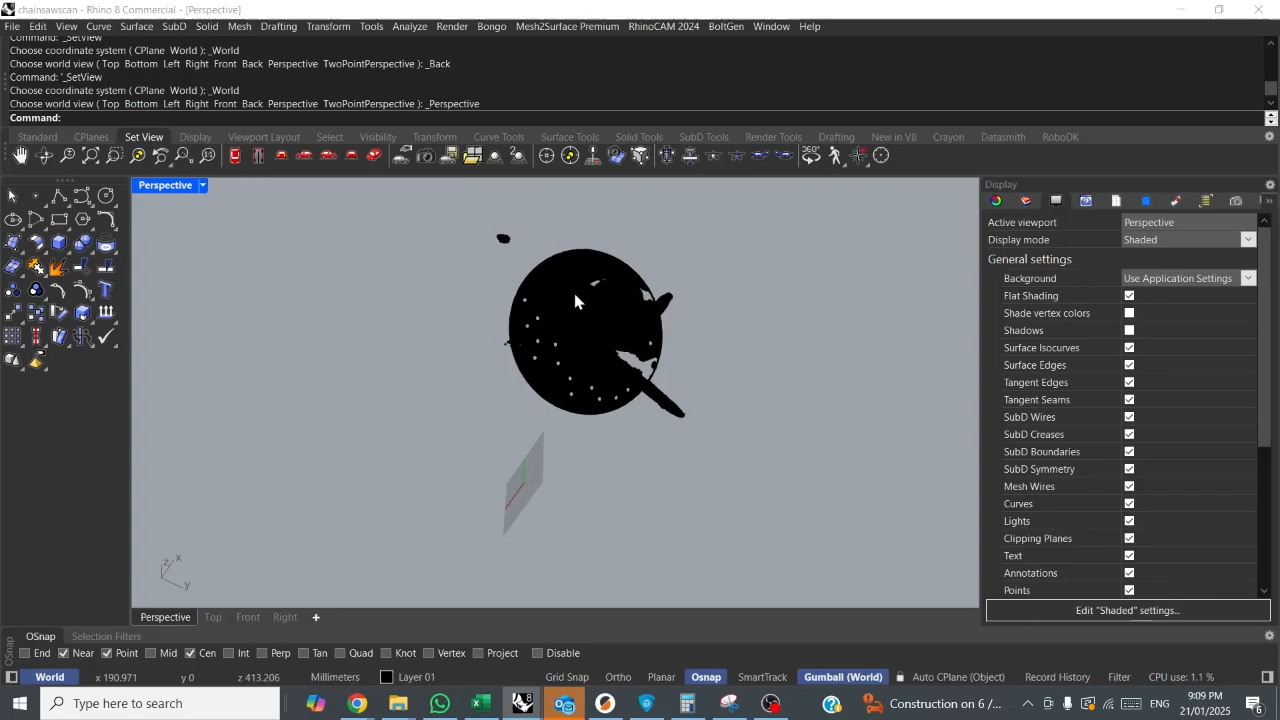 chainsawscan - Rhino 8 Commercial - [Perspective]
File Edit View Curve Surface SubD Solid Mesh Drafting Transform Tools Analyze Render Bongo Mesh2Surface Premium RhinoCAM 2024 BoltGen Window Help
Command: '_SetView
Choose coordinate system ( CPlane World ): _World
Choose world view ( Top Bottom Left Right Front Back Perspective TwoPointPerspective ): _Back
Command: '_SetView
Choose coordinate system ( CPlane World ): _World
Choose world view ( Top Bottom Left Right Front Back Perspective TwoPointPerspective ): _Perspective
Command:
Standard CPlanes Set View Display Viewport Layout Select Visibility Transform Curve Tools Surface Tools Solid Tools SubD Tools Render Tools Drafting New in V8 Crayon Datasmith RoboDK
Perspective
Display
Active viewport Perspective
Display mode Shaded
General settings
Background Use Application Settings
Flat Shading
Shade vertex colors
Shadows
Surface Isocurves
Surface Edges
Tangent Edges
Tangent Seams
SubD Wires
SubD Creases
SubD Boundaries
SubD Symmetry
Mesh Wires
Curves
Lights
Clipping Planes
Text
Annotations
Points
Edit "Shaded" settings...
z x
y
Perspective Top Front Right
OSnap Selection Filters
OSnap End Near Point Mid Cen Int Perp Tan Quad Knot Vertex Project Disable
World x 190.971 y 0 z 413.206 Millimeters Layer 01 Grid Snap Ortho Planar Osnap SmartTrack Gumball (World) Auto CPlane (Object) Record History Filter CPU use: 1.1 %
Type here to search
Construction on 6 /... ENG 9:09 PM 21/01/2025 6